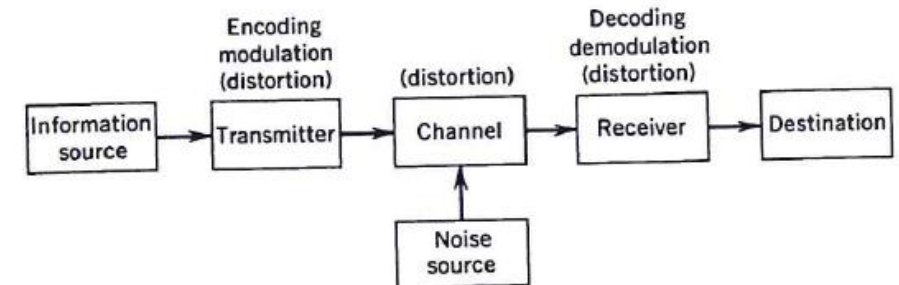 Encoding
modulation
(distortion)
(distortion)
Decoding
demodulation
(distortion)
Information
source
Transmitter
Channel
Receiver
Destination
Noise
source